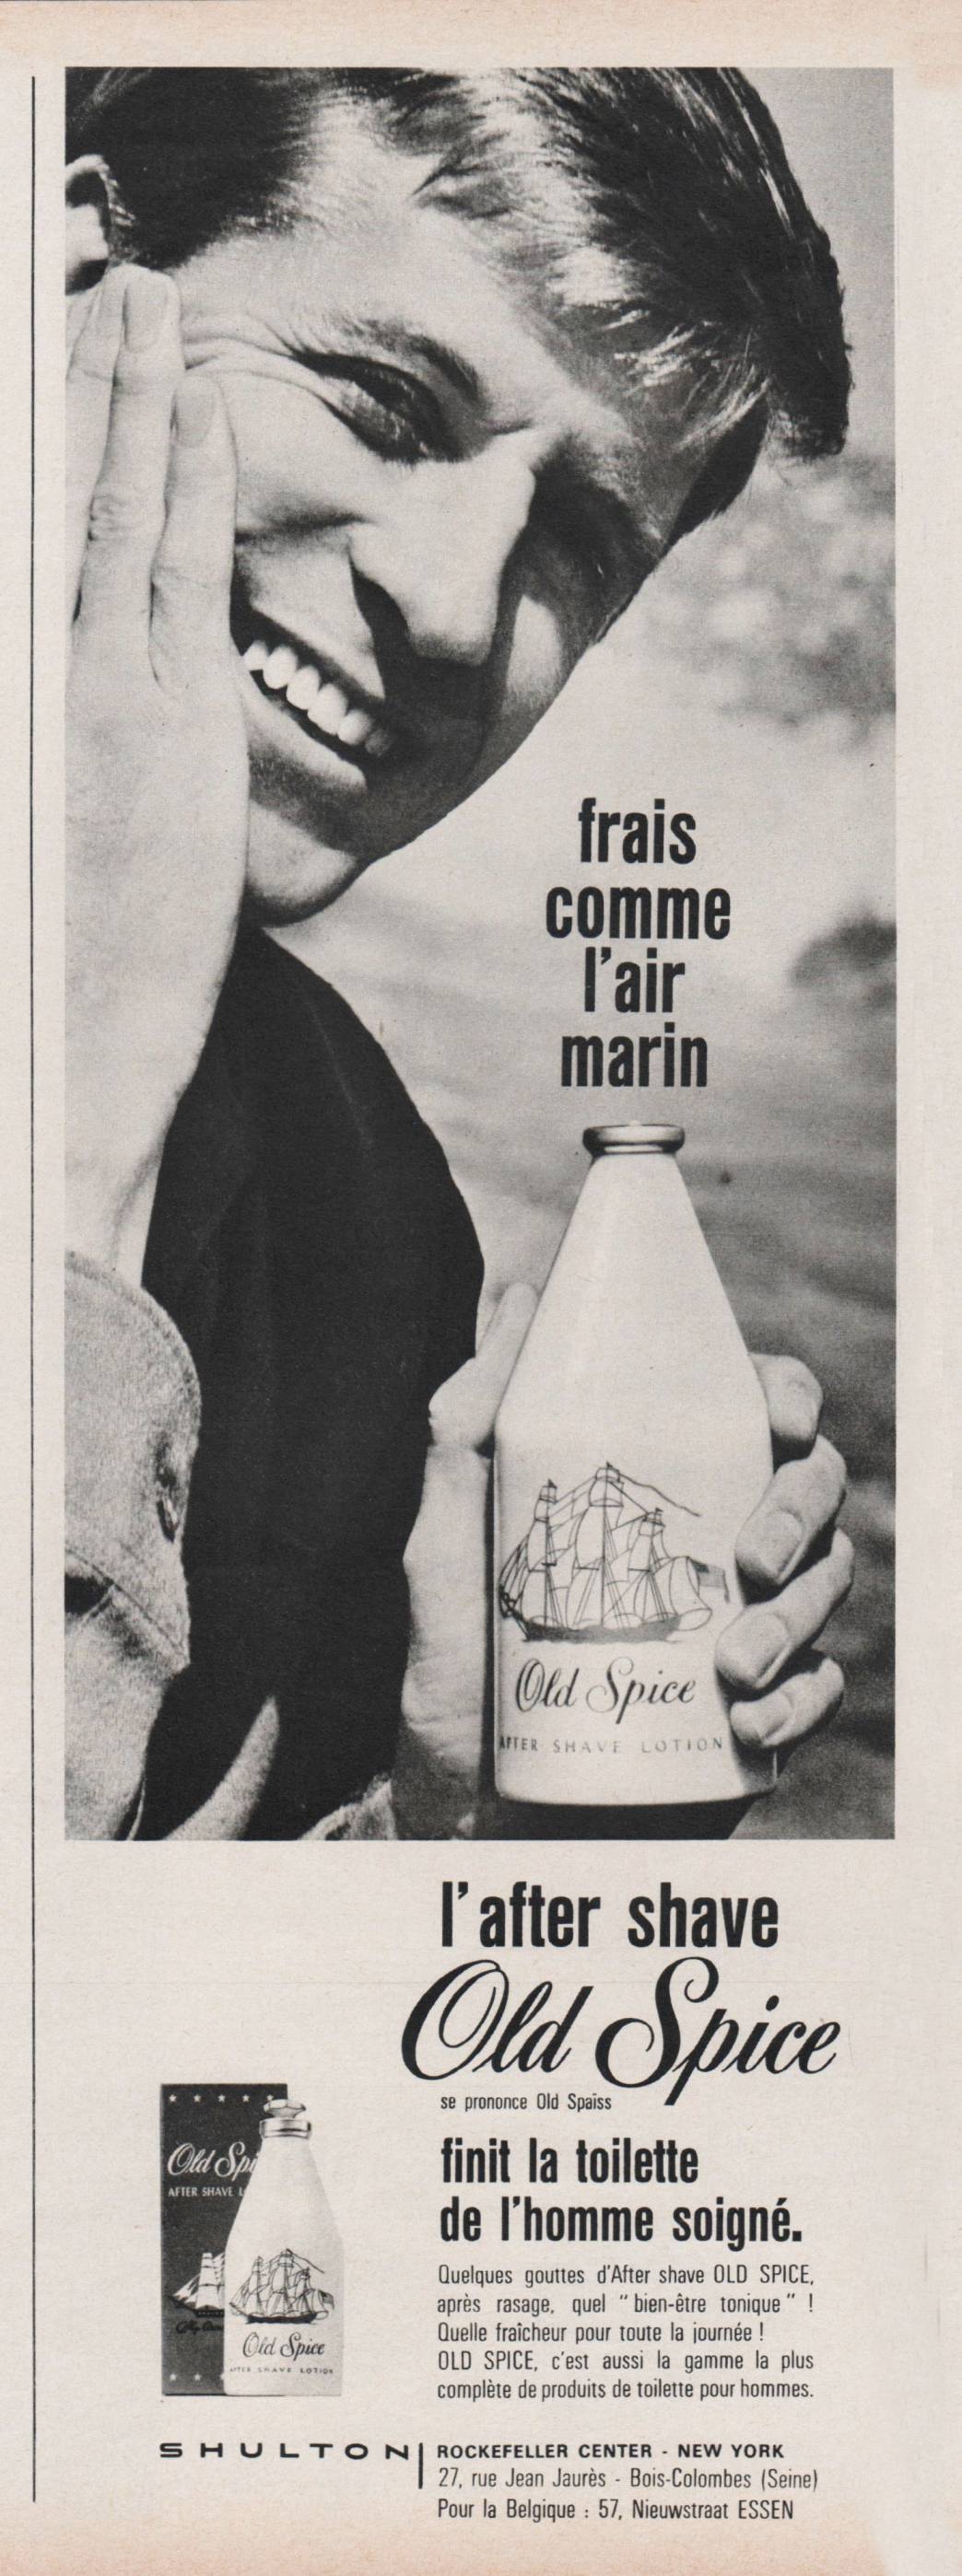 frais
comme
l'air
marin
Old Spice
AFTER SHAVE LOTION
l'after shave
Old Spice
se prononce Old Spaïss
finit la toilette
de l'homme soigné.
Quelques gouttes d'After shave OLD SPICE,
après rasage, quel "bien-être tonique" !
Quelle fraîcheur pour toute la journée !
OLD SPICE, c'est aussi la gamme la plus
complète de produits de toilette pour hommes.
Old Spi
AFTER SHAVE L
Old Spice
AFTER SHAVE LOTION
SHULTON
ROCKEFELLER CENTER - NEW YORK
27, rue Jean Jaurès - Bois-Colombes (Seine)
Pour la Belgique : 57, Nieuwstraat ESSEN